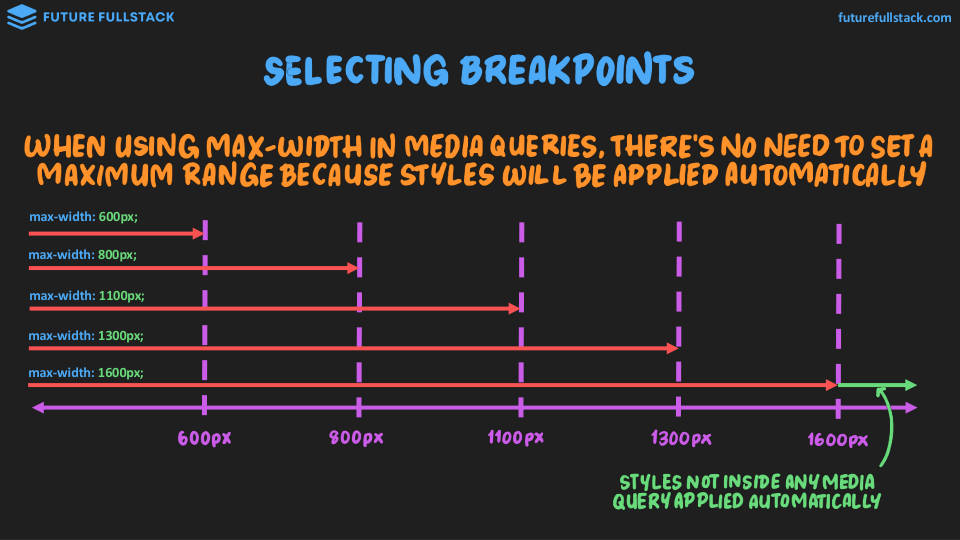 FUTURE FULLSTACK
futurefullstack.com
SELECTING BREAKPOINTS
WHEN USING MAX-WIDTH IN MEDIA QUERIES, THERE'S NO NEED TO SET A
MAXIMUM RANGE BECAUSE STYLES WILL BE APPLIED AUTOMATICALLY
max-width: 600px;
max-width: 800px;
max-width: 1100px;
max-width: 1300px;
max-width: 1600px;
600PX
800PX
1100PX
1300PX
1600PX
STYLES NOT INSIDE ANY MEDIA
QUERY APPLIED AUTOMATICALLY